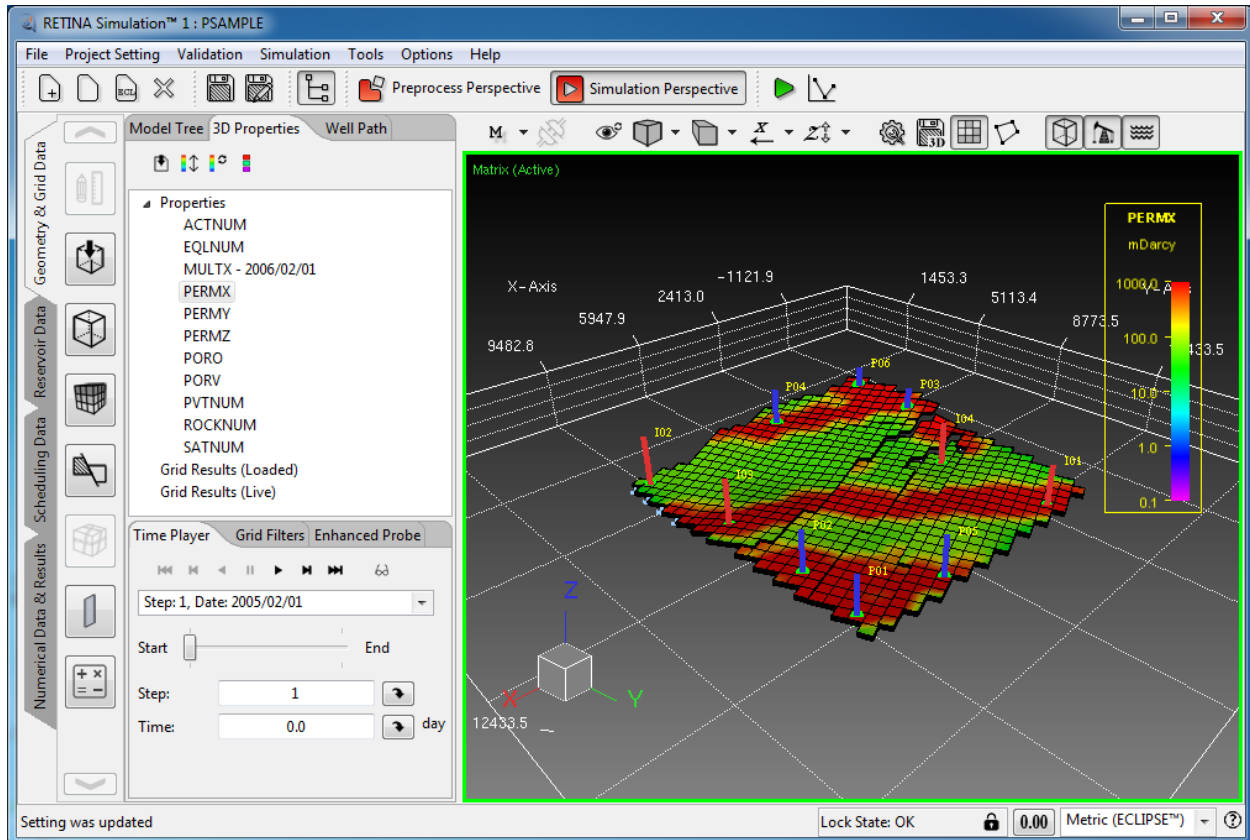 RETINA Simulation™ 1 : PSAMPLE
File Project Setting Validation Simulation Tools Options Help
ECL Preprocess Perspective Simulation Perspective
Geometry & Grid Data
Reservoir Data
Scheduling Data
Numerical Data & Results
Model Tree 3D Properties Well Path
Properties
ACTNUM
EQLNUM
MULTX - 2006/02/01
PERMX
PERMY
PERMZ
PORO
PORV
PVTNUM
ROCKNUM
SATNUM
Grid Results (Loaded)
Grid Results (Live)
Time Player Grid Filters Enhanced Probe
Step: 1, Date: 2005/02/01
Start End
Step: 1
Time: 0.0 day
M X Z 3D
Matrix (Active)
X-Axis
9482.8
5947.9
2413.0
-1121.9
1453.3
5113.4
8773.5
433.5
12433.5
PERMX
mDarcy
1000.0
100.0
10.0
1.0
0.1
P06
P04
P03
I04
I02
I01
P02
P05
P01
Z
X
Y
Setting was updated
Lock State: OK 0.00 Metric (ECLIPSE™)